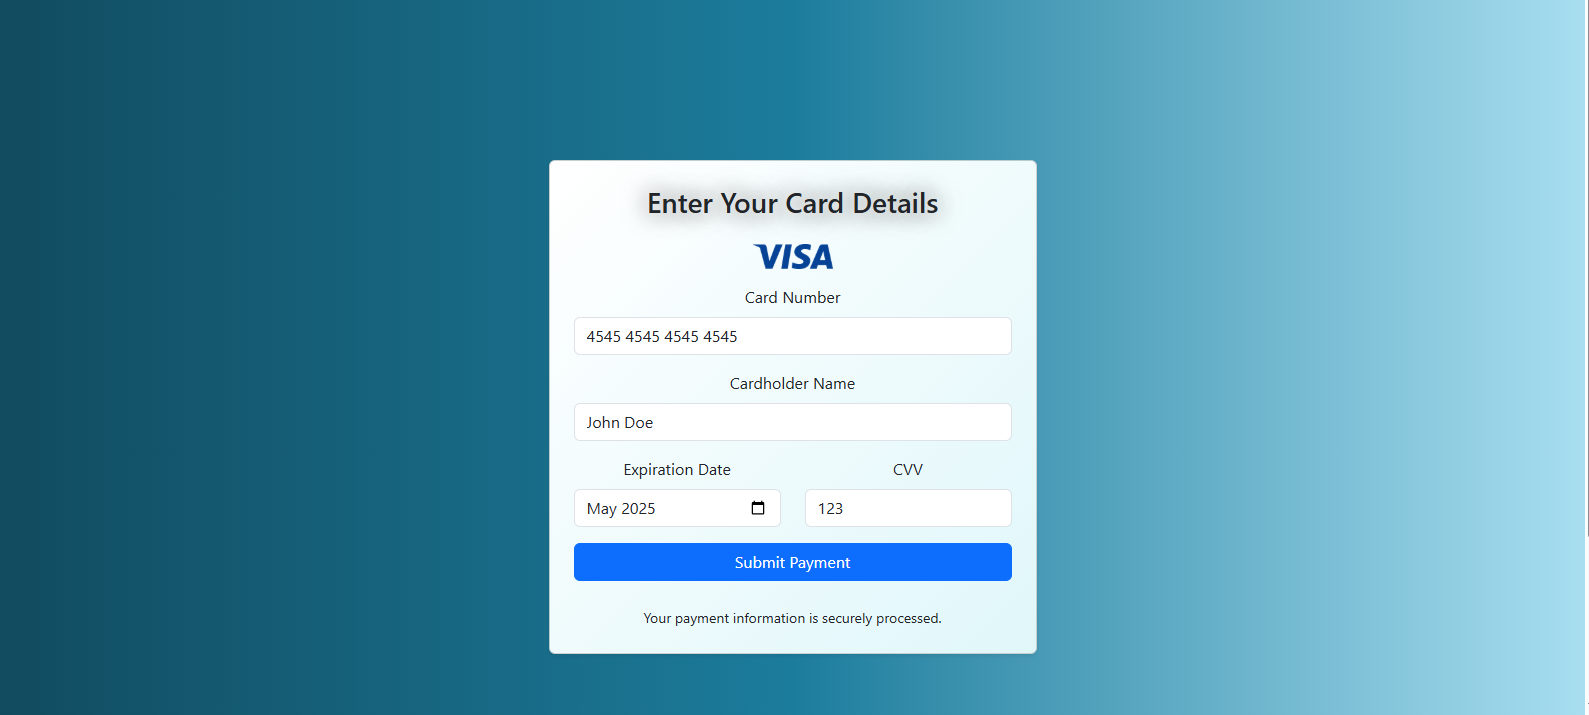 Enter Your Card Details
VISA
Card Number
4545 4545 4545 4545
Cardholder Name
John Doe
Expiration Date CVV
May 2025 123
Submit Payment
Your payment information is securely processed.